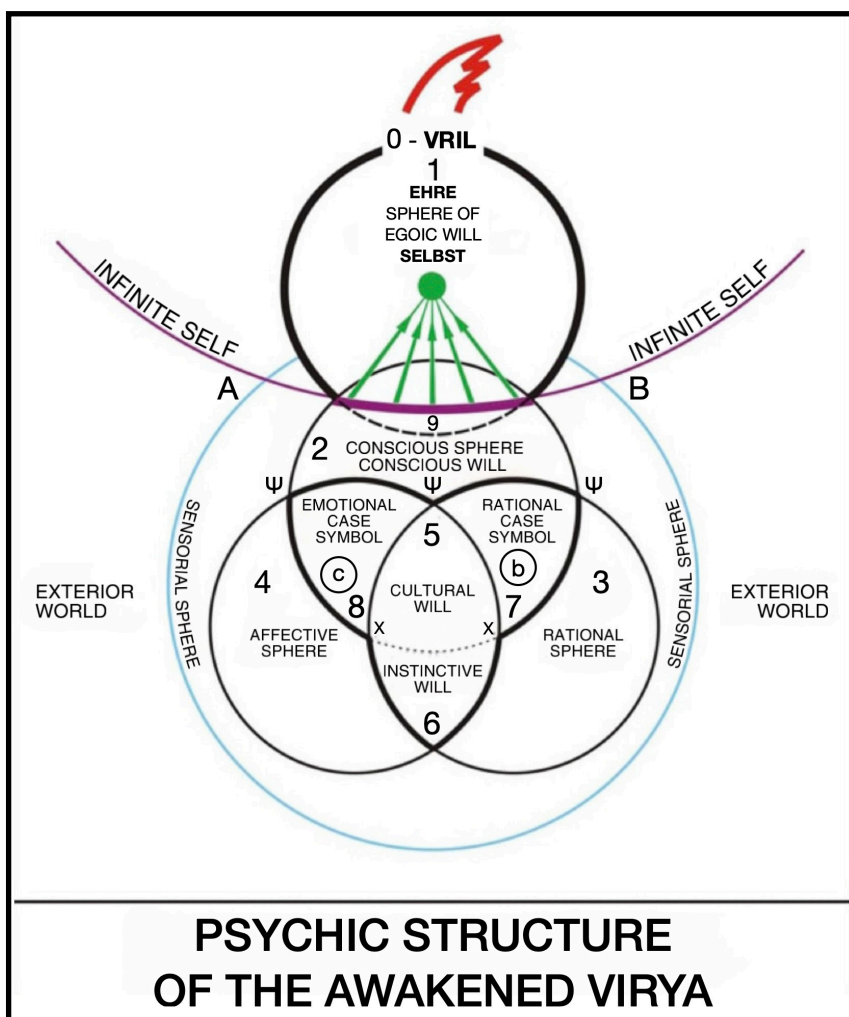 0 - VRIL
1
EHRE
SPHERE OF
EGOIC WILL
SELBST
INFINITE SELF
INFINITE SELF
A
B
9
2
CONSCIOUS SPHERE
CONSCIOUS WILL
Ψ
Ψ
Ψ
EMOTIONAL
CASE
SYMBOL
RATIONAL
CASE
SYMBOL
5
c
b
4
3
CULTURAL
WILL
8
7
SENSORIAL SPHERE
SENSORIAL SPHERE
EXTERIOR
WORLD
EXTERIOR
WORLD
X
X
AFFECTIVE
SPHERE
RATIONAL
SPHERE
INSTINCTIVE
WILL
6
PSYCHIC STRUCTURE
OF THE AWAKENED VIRYA